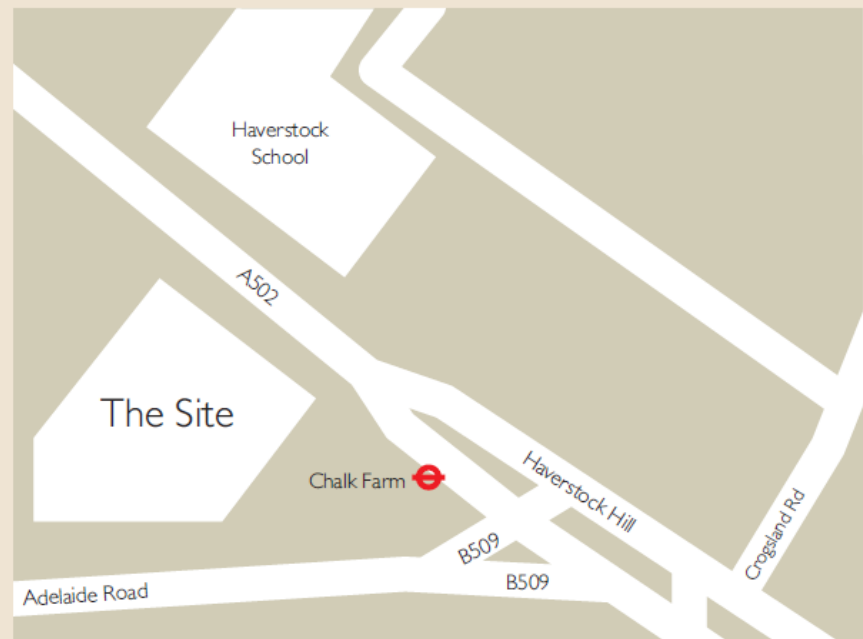 Haverstock
School
A502
The Site
Chalk Farm
Haverstock Hill
Crogsland Rd
B509
B509
Adelaide Road